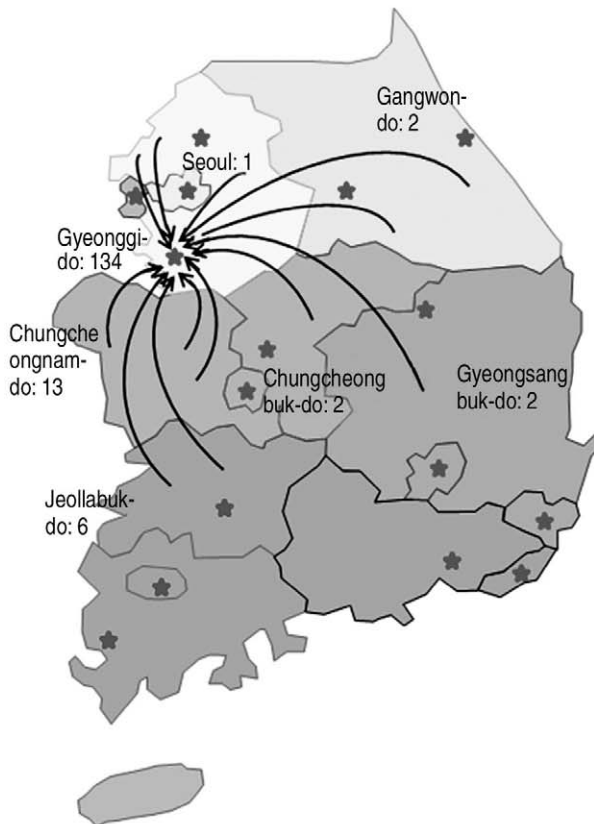 Gangwon-
do: 2
Seoul: 1
Gyeonggi-
do: 134
Chungche
ongnam-
do: 13
Chungcheong
buk-do: 2
Gyeongsang
buk-do: 2
Jeollabuk-
do: 6